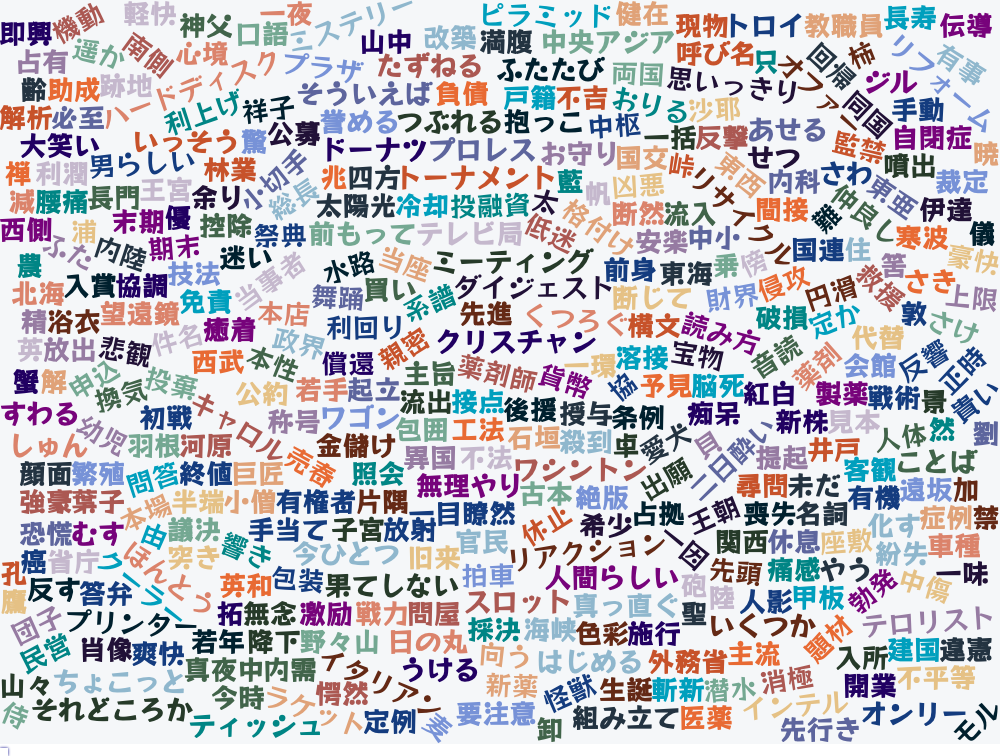 即興 機動 軽快 神父 口語 一夜 ミステリー ピラミッド 健在 現物 トロイ 教職員 長寿 伝導
占有 遥か 南側 心境 山中 改築 満腹 中央アジア 呼び名 只 オファー 回帰 柿 リフォーム 有事
齢 助成 跡地 ハードディスク プラザ たずねる ふたたび 両国 思いっきり 同国 ジル
解析 必至 利上げ 祥子 そういえば 負債 戸籍 不吉 おりる 沙耶 手動
大笑い いっそう 驚 公募 誉める つぶれる 抱っこ 中枢 一括 反撃 あせる 監禁 自閉症 暁
禅 利潤 男らしい 林業 小切手 ドーナツ プロレス お守り 国交 峠 東西 せつ 噴出
減 腰痛 長門 王宮 余り 総長 兆 四方 トーナメント 藍 帆 凶悪 リサイクル 内科 さわ 東亜 裁定
西側 浦 末期 優 控除 太陽光 冷却 投融資 太 格付け 断然 流入 間接 難 仲良し 伊達
ふた 内陸 期末 祭典 前もって テレビ局 低迷 安楽 中小 国連 住 寒波 儀
農 技法 迷い 水路 当座 ミーティング 前身 東海 乗 傍 救援 答 豪快
北海 入賞 協調 当事者 舞踊 買い 系譜 ダイジェスト 断じて 財界 侵攻 円滑 さき 上限
精 浴衣 望遠鏡 免責 本店 利回り 先進 くつろぐ 構文 読み方 破損 定か 敦 さけ
英 放出 悲観 件名 癒着 政界 親密 クリスチャン 音読 代替 反響 正時
西武 本性 償還 主旨 薬剤師 貨幣 一環 溶接 宝物 薬剤 会館
蟹 解 申込 換気 投棄 公約 若手 起立 協 予見 脳死 紅白 製薬 戦術 景 貴い
すわる 初戦 キャロル 称号 ワゴン 流出 接点 後援 授与 条例 痴呆 新株 見本 劉
しゅん 幼児 羽根 河原 金儲け 包囲 工法 石垣 殺到 卓 愛犬 貝 二日酔い 提起 井戸 人体 然
顔面 繁殖 問答 終値 巨匠 売春 照会 異国 不法 ワシントン 出願 客観 ことば
強豪 葉子 本場 半端 小僧 有権者 片隅 無理やり 古本 絶版 尋問 未だ 有機 遠坂 加
恐慌 むす 由 議決 手当て 子宮 放射 一目瞭然 休止 希少 占拠 王朝 喪失 名詞 化す 症例 禁
癌 省庁 ほんとっ 突き 響き 今ひとつ 旧来 官民 リアクション 一因 関西 休息 座敷 紛失 車種
孔 反す 答弁 英和 包装 果てしない 拍車 人間らしい 砲 先頭 痛感 やう 勃発 中傷 一味
鷹 団子 プリンター 拓 無念 激励 戦力 問屋 スロット 真っ直ぐ 聖 陸 人影 甲板
民営 肖像 爽快 若年 降下 野々山 日の丸 採決 海峡 色彩 施行 いくつか 題材 テロリスト
真夜中 内需 イタリアン うける 向う はじめる 外務省 主流 入所 建国 違憲
山々 ちょこっと 今時 ラケット 愕然 新薬 怪獣 生誕 斬新 潜水 消極 開業 不平等
侍 それどころか ティッシュ 定例 麦 要注意 卸 組み立て 医薬 インテル 先行き オンリー モル